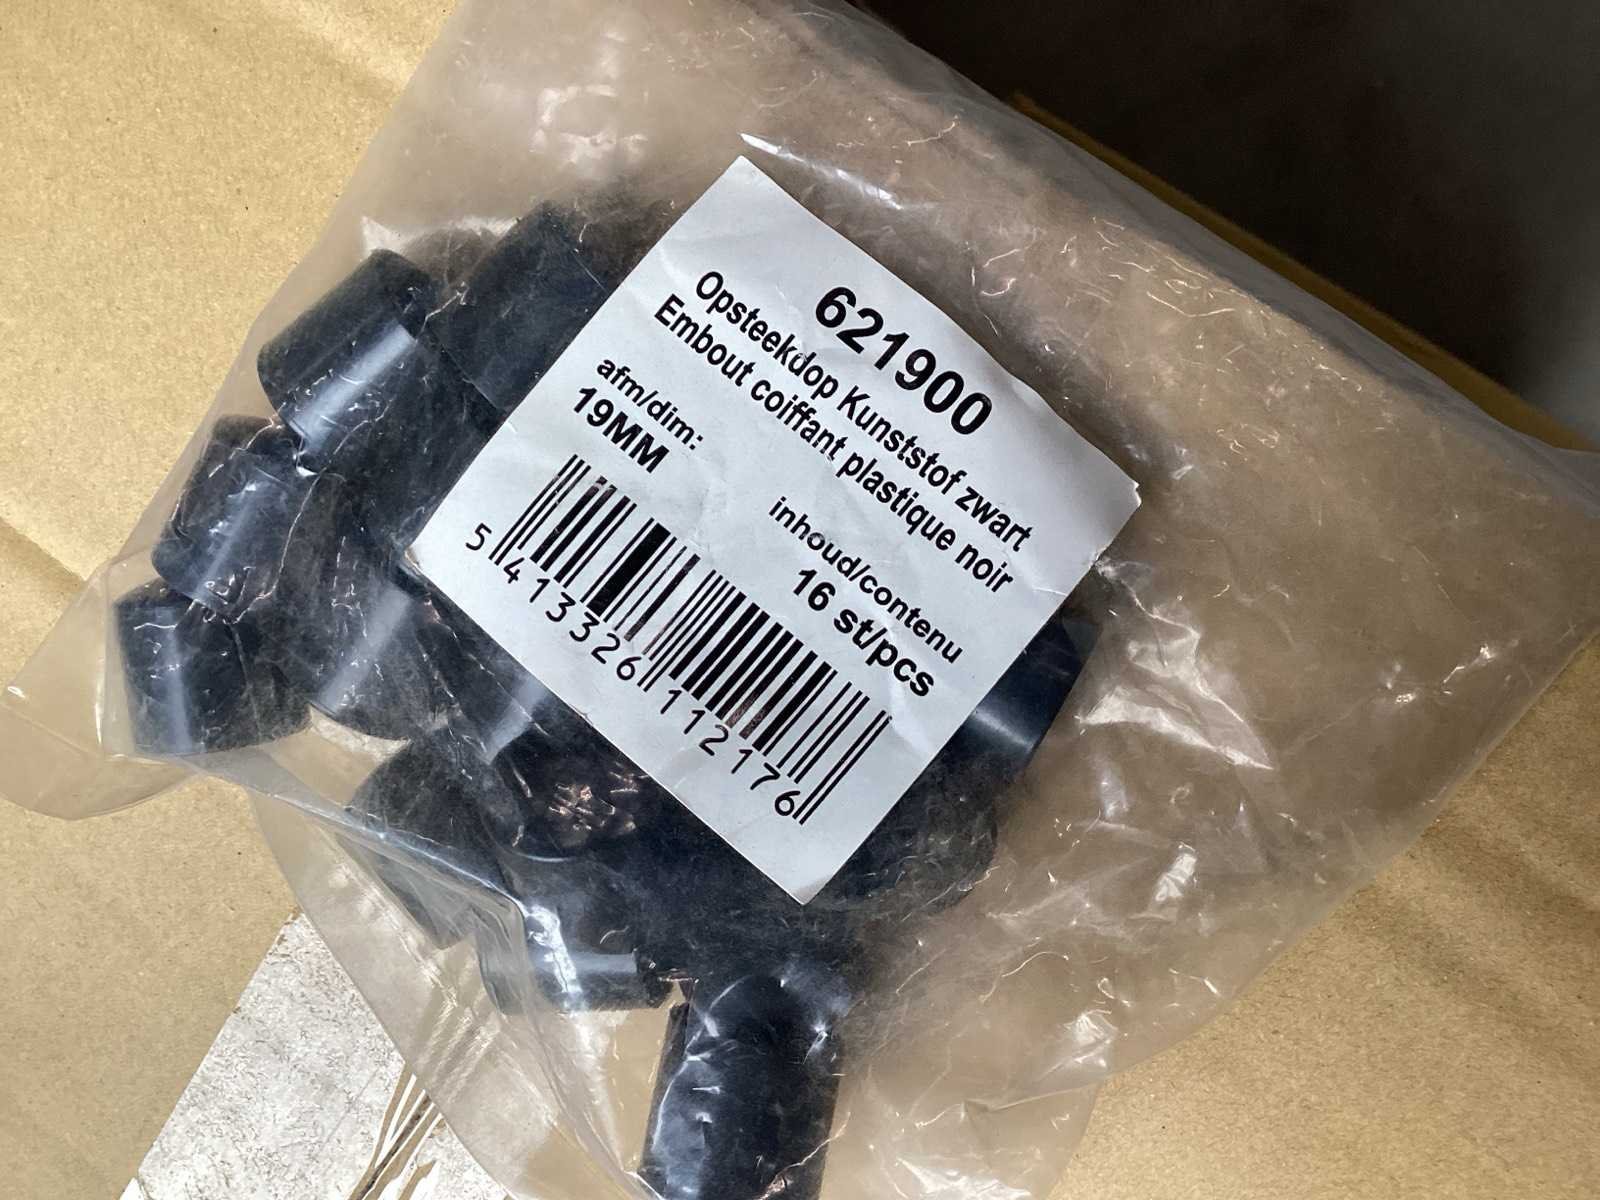 621900
Opsteekdop Kunststof zwart
Embout coiffant plastique noir
afm/dim:
19MM
inhoud/contenu
16 st/pcs
5 413326 112176